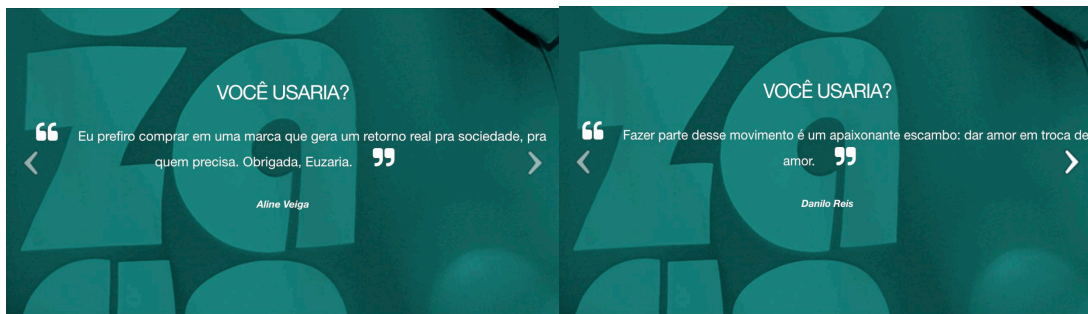 VOCÊ USARIA?
❝ Eu prefiro comprar em uma marca que gera um retorno real pra sociedade, pra
quem precisa. Obrigada, Euzaria. ❞
Aline Veiga
VOCÊ USARIA?
❝ Fazer parte desse movimento é um apaixonante escambo: dar amor em troca de
amor. ❞
Danilo Reis
za